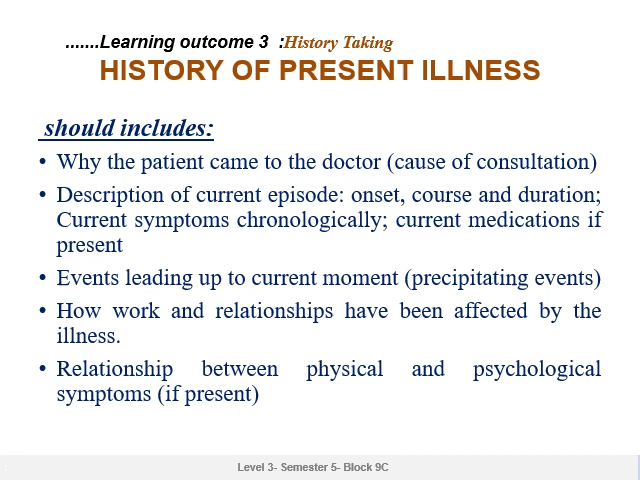 .......Learning outcome 3  :History Taking
HISTORY OF PRESENT ILLNESS
should includes:
• Why the patient came to the doctor (cause of consultation)
• Description of current episode: onset, course and duration;
Current symptoms chronologically; current medications if
present
• Events leading up to current moment (precipitating events)
• How work and relationships have been affected by the
illness.
• Relationship between physical and psychological
symptoms (if present)
Level 3- Semester 5- Block 9C